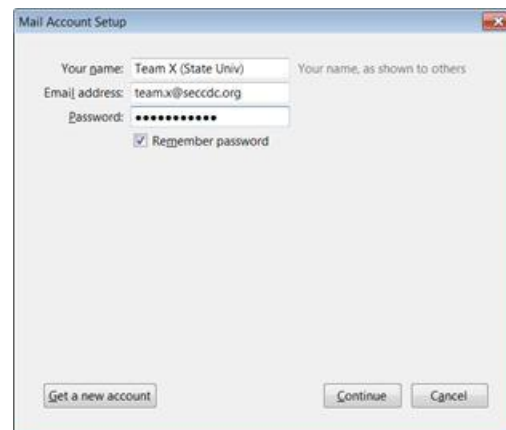 Mail Account Setup
Your name: Team X (State Univ) Your name, as shown to others
Email address: team.x@seccdc.org
Password: ●●●●●●●●●●●
Remember password
Get a new account Continue Cancel